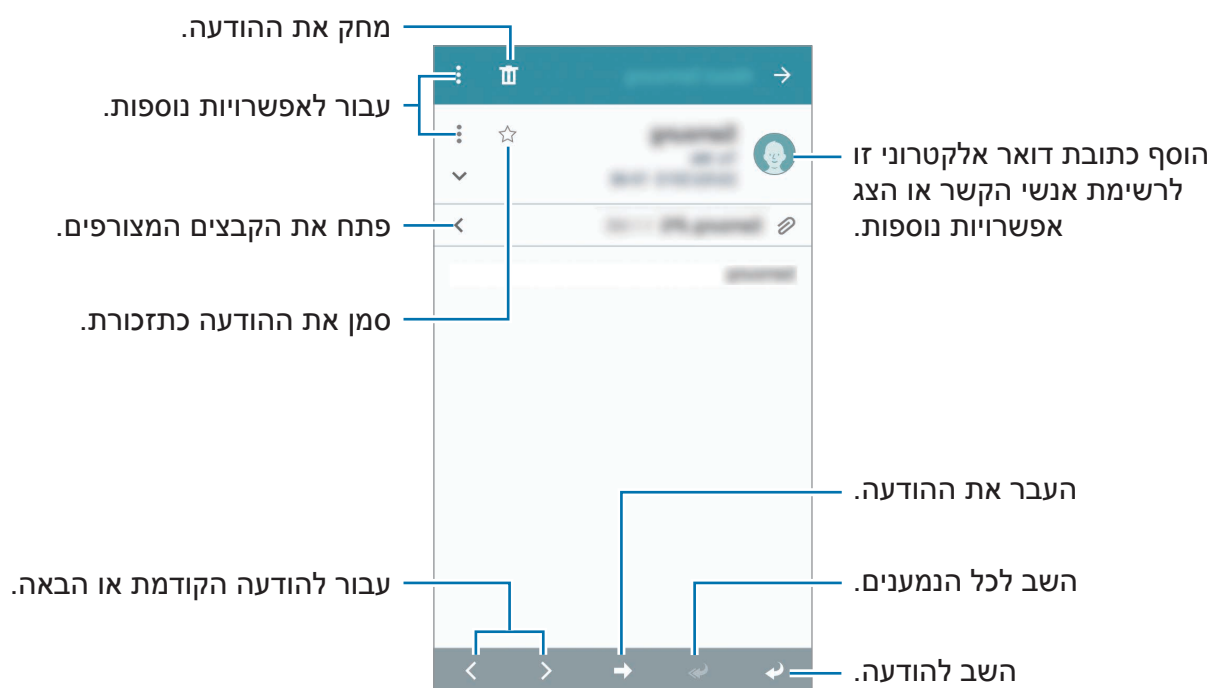 מחק את ההודעה.
עבור לאפשרויות נוספות.
הוסף כתובת דואר אלקטרוני זו
לרשימת אנשי הקשר או הצג
אפשרויות נוספות.
פתח את הקבצים המצורפים.
סמן את ההודעה כתזכורת.
העבר את ההודעה.
השב לכל הנמענים.
עבור להודעה הקודמת או הבאה.
השב להודעה.